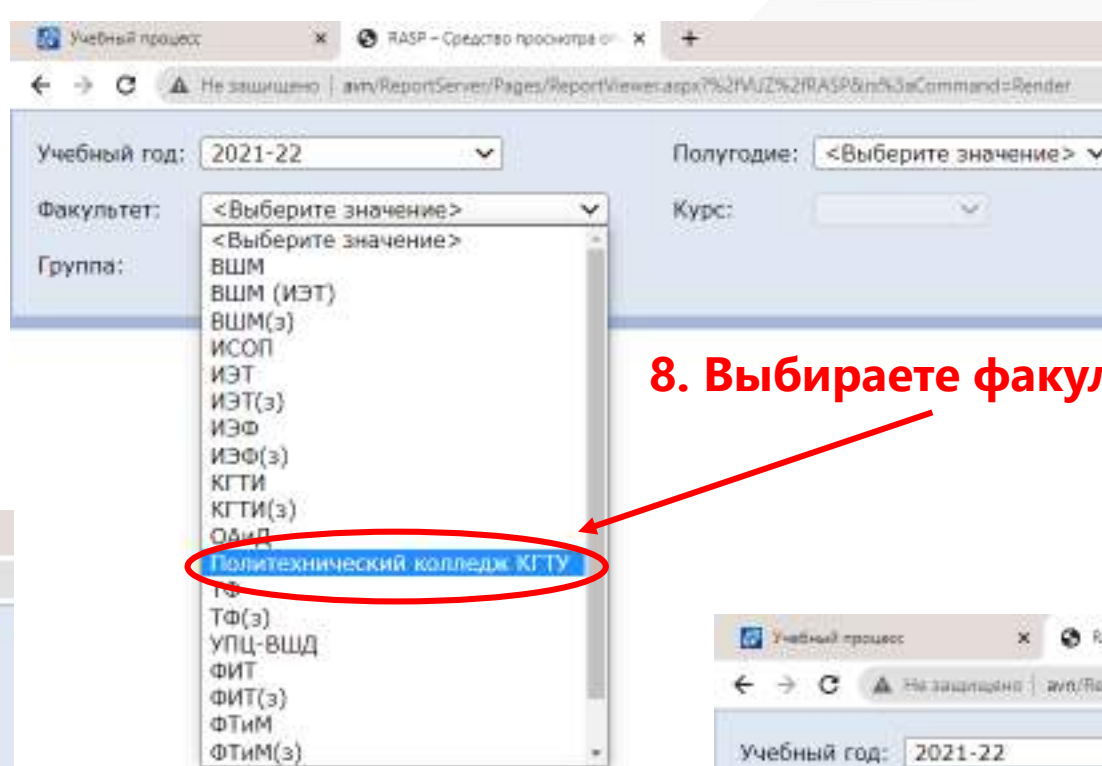 Учебный процесс
RASP – Средство просмотра от
Не защищено | avn/ReportServer/Pages/ReportViewer.aspx?%2fVUZ%2fRASP&rs%3aCommand=Render
Учебный год: 2021-22
Полугодие: <Выберите значение>
Факультет: <Выберите значение>
Курс:
Группа:
<Выберите значение>
ВШМ
ВШМ (ИЭТ)
ВШМ(з)
ИСОП
ИЭТ
ИЭТ(з)
ИЭФ
ИЭФ(з)
КГТИ
КГТИ(з)
ОАиД
Политехнический колледж КГТУ
ТФ
ТФ(з)
УПЦ-ВШД
ФИТ
ФИТ(з)
ФТиМ
ФТиМ(з)
8. Выбираете факул
Учебный процесс
Не защищено | avn/Re
Учебный год: 2021-22